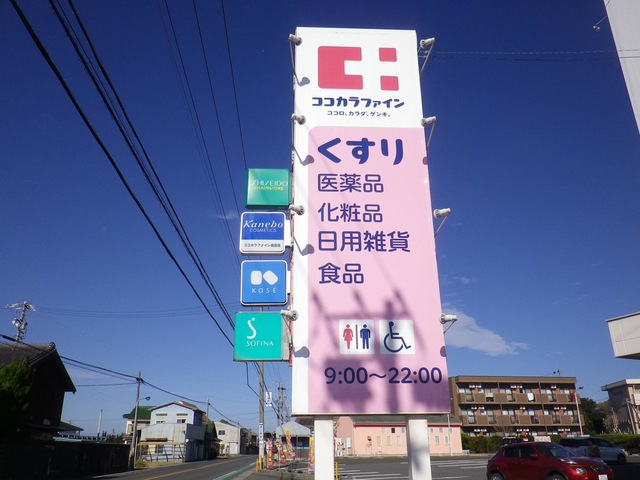 ココカラファイン
ココロ、カラダ、ゲンキ。
くすり
医薬品
化粧品
日用雑貨
食品
9:00～22:00
SHISEIDO
Kanebo
COSMETICS
KOSÉ
SOFINA